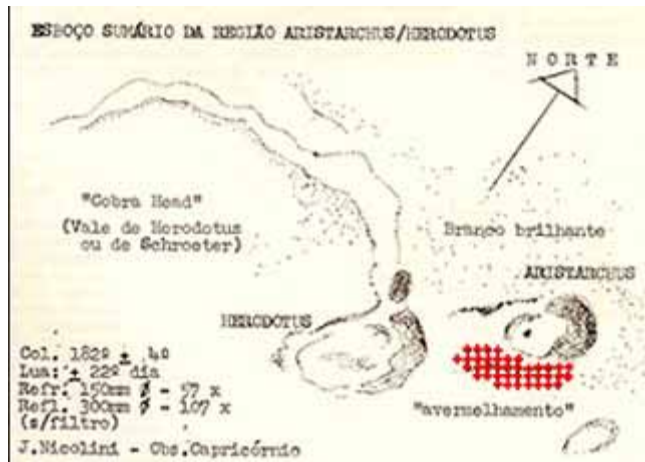 ESBOÇO SUMÁRIO DA REGIÃO ARISTARCHUS/HERODOTUS
N O R T E
"Cobra Head"
(Vale de Herodotus
ou de Schroeter)
Branco brilhante
ARISTARCHUS
HERODOTUS
Col. 182º ± 4º
Lua: ± 22º dia
Refr. 150mm Ø - 57 x
Refl. 300mm Ø - 107 x
(s/filtro)
"avermelhamento"
J.Nicolini - Obs.Capricórnio